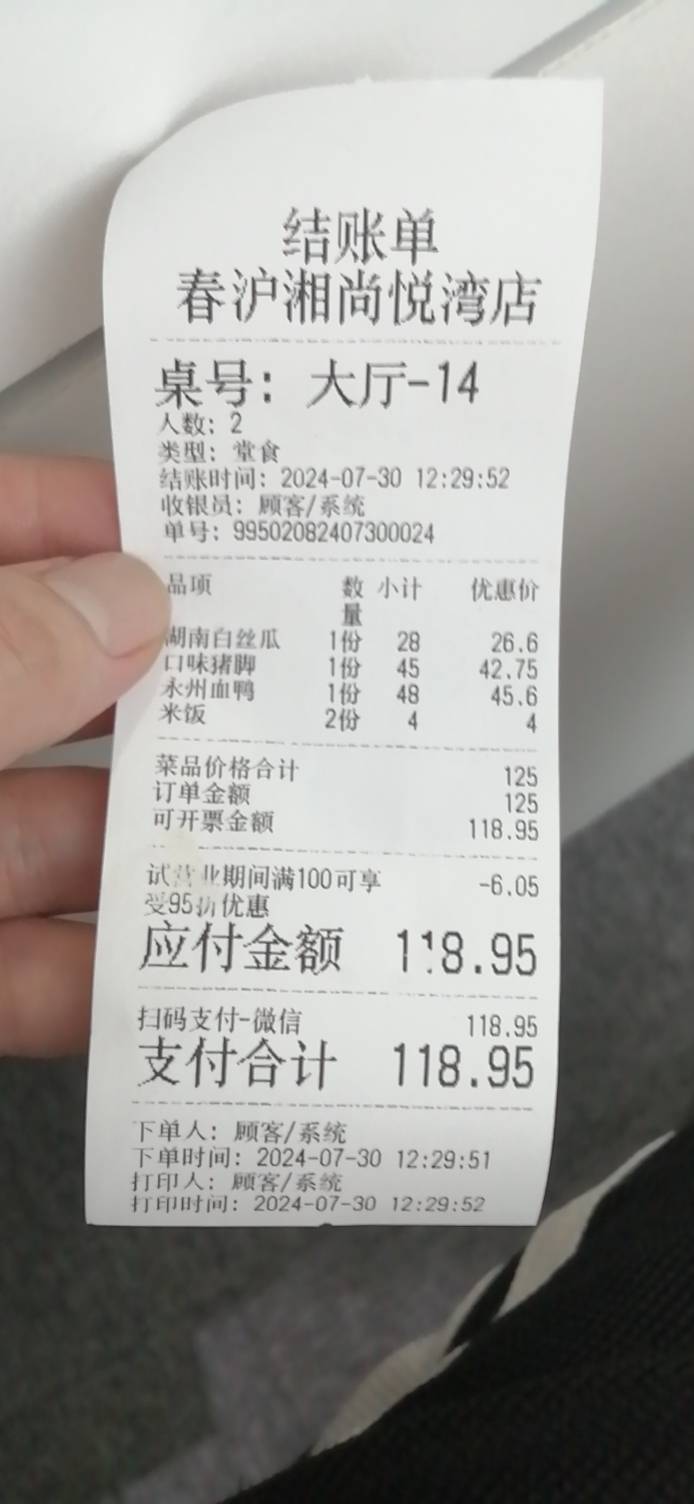 结账单
春沪湘尚悦湾店
桌号: 大厅-14
人数: 2
类型: 堂食
结账时间: 2024-07-30 12:29:52
收银员: 顾客/系统
单号: 99502082407300024
品项 数量 小计 优惠价
湖南白丝瓜 1份 28 26.6
口味猪脚 1份 45 42.75
永州血鸭 1份 48 45.6
米饭 2份 4 4
菜品价格合计 125
订单金额 125
可开票金额 118.95
试营业期间满100可享 -6.05
受95折优惠
应付金额 118.95
扫码支付-微信 118.95
支付合计 118.95
下单人: 顾客/系统
下单时间: 2024-07-30 12:29:51
打印人: 顾客/系统
打印时间: 2024-07-30 12:29:52